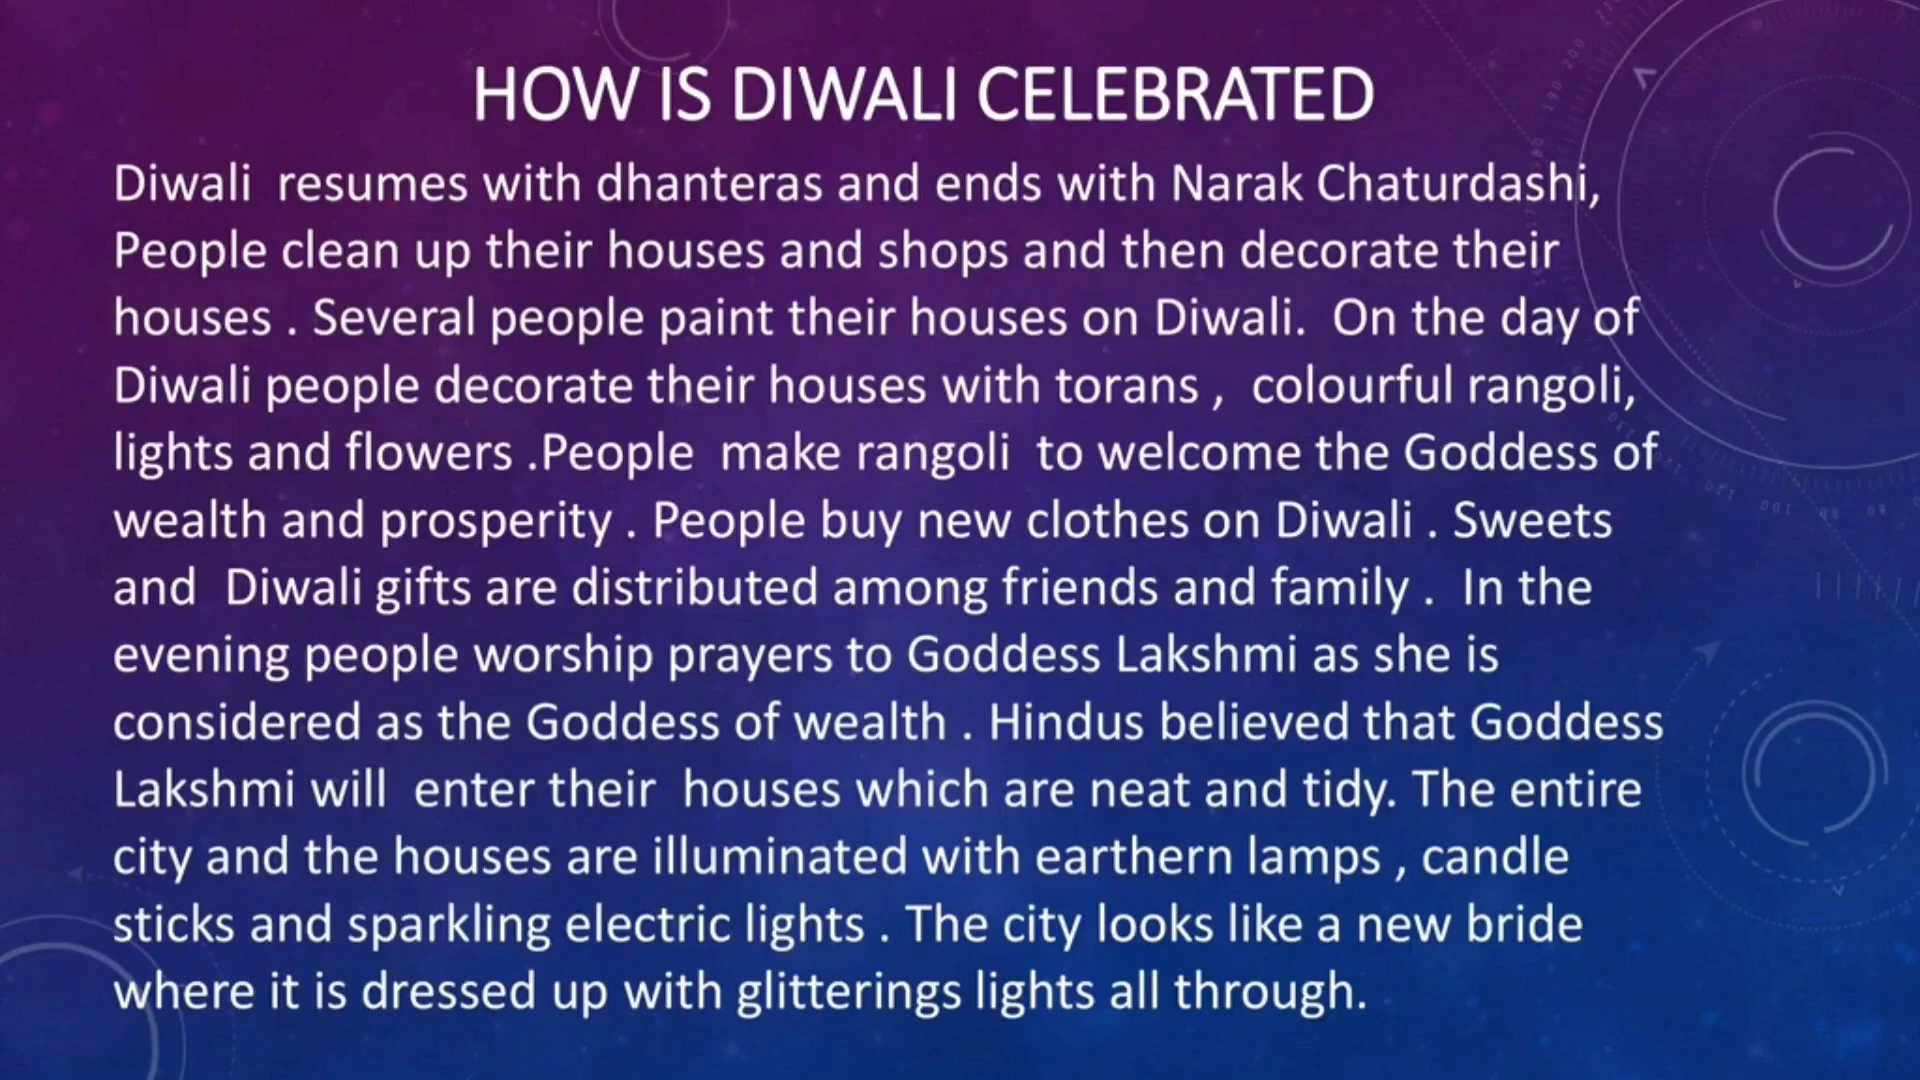 HOW IS DIWALI CELEBRATED
Diwali  resumes with dhanteras and ends with Narak Chaturdashi,
People clean up their houses and shops and then decorate their
houses . Several people paint their houses on Diwali.  On the day of
Diwali people decorate their houses with torans ,  colourful rangoli,
lights and flowers .People  make rangoli  to welcome the Goddess of
wealth and prosperity . People buy new clothes on Diwali . Sweets
and  Diwali gifts are distributed among friends and family .  In the
evening people worship prayers to Goddess Lakshmi as she is
considered as the Goddess of wealth . Hindus believed that Goddess
Lakshmi will  enter their  houses which are neat and tidy. The entire
city and the houses are illuminated with earthern lamps , candle
sticks and sparkling electric lights . The city looks like a new bride
where it is dressed up with glitterings lights all through.